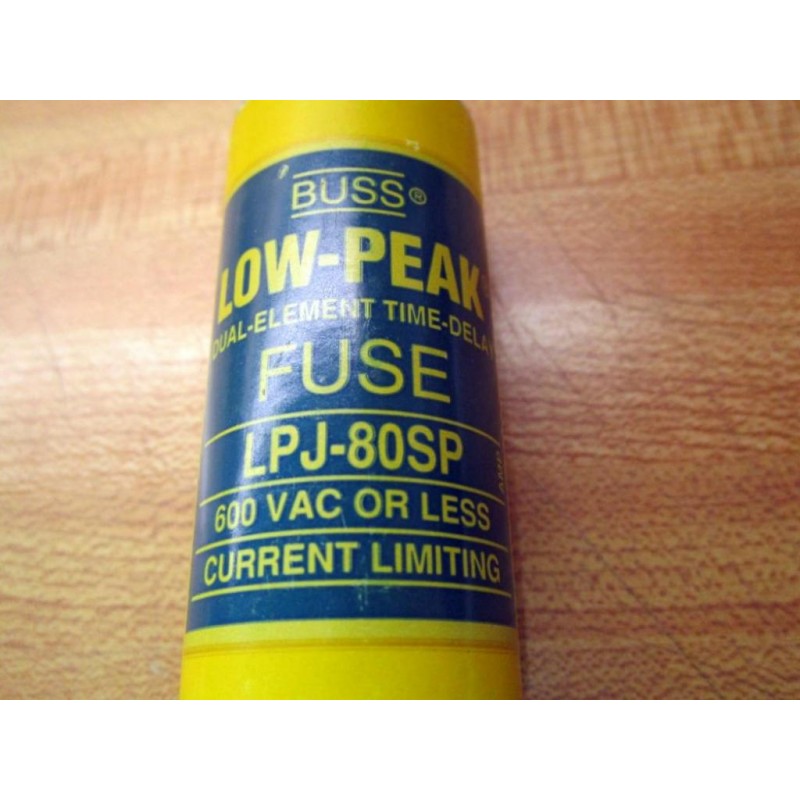 BUSS®
LOW-PEAK
DUAL-ELEMENT TIME-DELAY
FUSE
LPJ-80SP
600 VAC OR LESS
CURRENT LIMITING